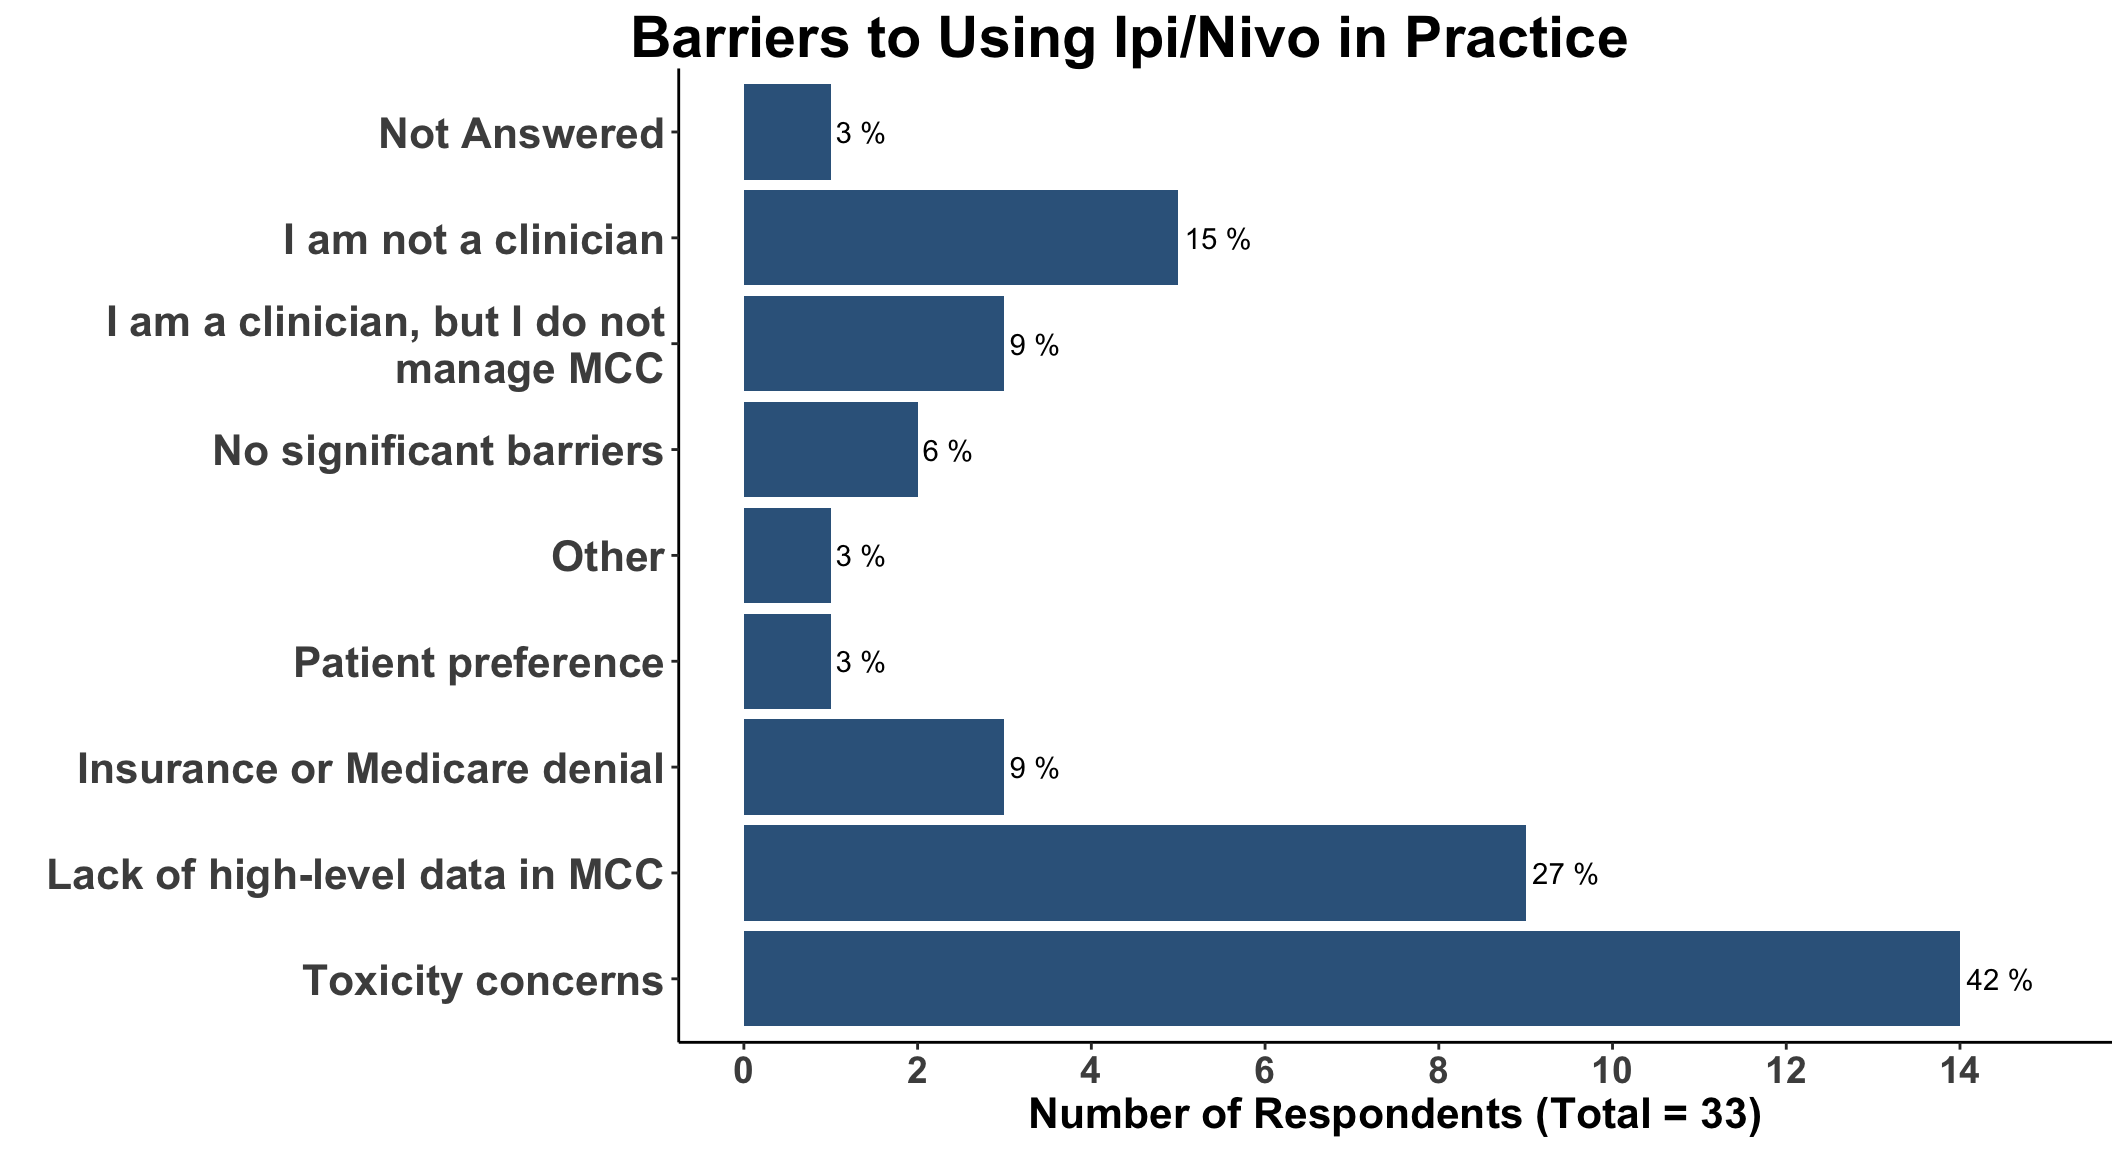 Barriers to Using Ipi/Nivo in Practice
Not Answered
3 %
I am not a clinician
15 %
I am a clinician, but I do not
manage MCC
9 %
No significant barriers
6 %
Other
3 %
Patient preference
3 %
Insurance or Medicare denial
9 %
Lack of high-level data in MCC
27 %
Toxicity concerns
42 %
0 2 4 6 8 10 12 14
Number of Respondents (Total = 33)